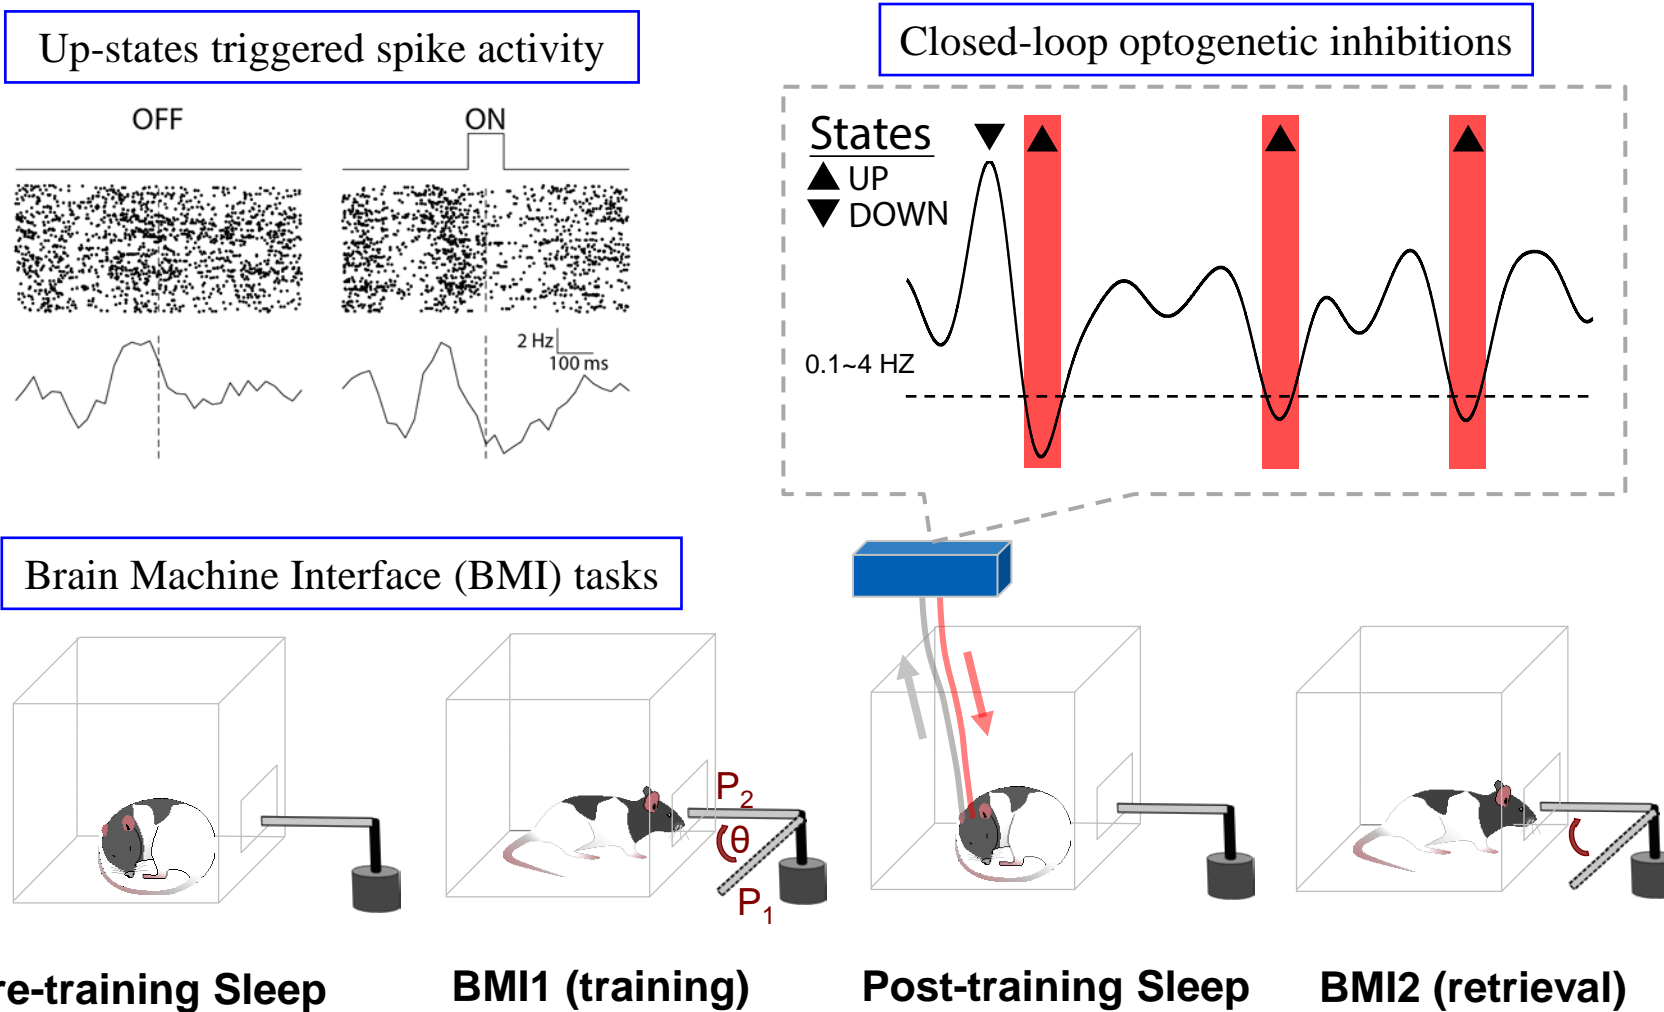 Up-states triggered spike activity
Closed-loop optogenetic inhibitions
OFF
ON
2 Hz
100 ms
States
▲ UP
▼ DOWN
0.1~4 HZ
Brain Machine Interface (BMI) tasks
P2
θ
P1
re-training Sleep
BMI1 (training)
Post-training Sleep
BMI2 (retrieval)